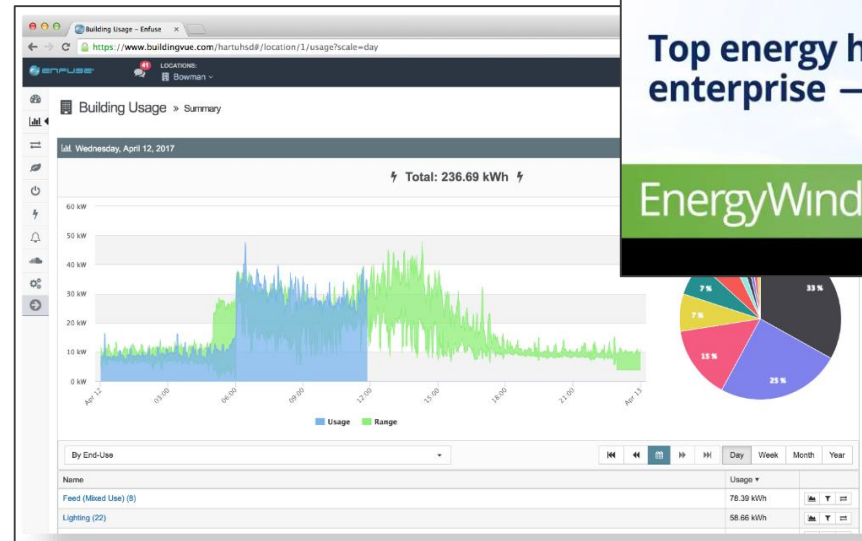 Building Usage – Enfuse
https://www.buildingvue.com/hartuhsd#/location/1/usage?scale=day
ENFUSE
41
LOCATIONS:
Bowman
Building Usage » Summary
Wednesday, April 12, 2017
Total: 236.69 kWh
60 kW
50 kW
40 kW
30 kW
20 kW
10 kW
0 kW
Apr 12
03:00
06:00
09:00
12:00
15:00
18:00
21:00
Apr 13
Usage
Range
Top energy h
enterprise —
EnergyWind
33 %
25 %
15 %
7 %
7 %
By End-Use
Day Week Month Year
Name Usage
Feed (Mixed Use) (8) 78.39 kWh
Lighting (22) 58.66 kWh